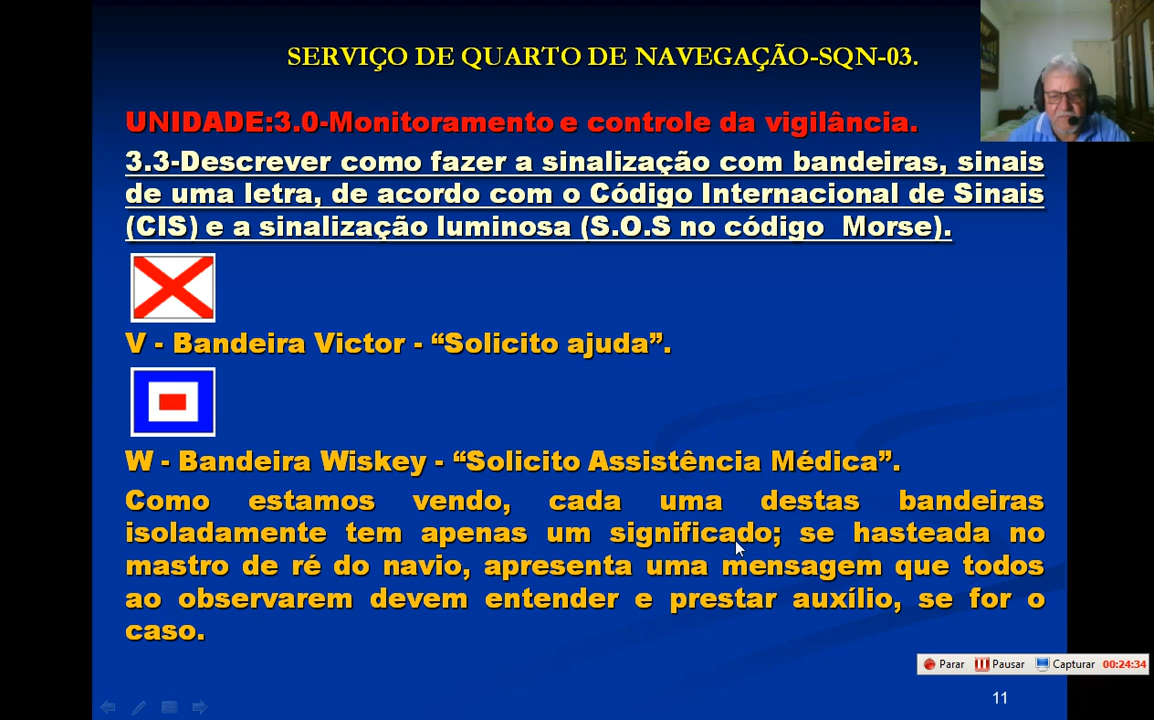 SERVIÇO DE QUARTO DE NAVEGAÇÃO-SQN-03.
UNIDADE:3.0-Monitoramento e controle da vigilância.
3.3-Descrever como fazer a sinalização com bandeiras, sinais
de uma letra, de acordo com o Código Internacional de Sinais
(CIS) e a sinalização luminosa (S.O.S no código Morse).
V - Bandeira Victor - “Solicito ajuda”.
W - Bandeira Wiskey - “Solicito Assistência Médica”.
Como estamos vendo, cada uma destas bandeiras
isoladamente tem apenas um significado; se hasteada no
mastro de ré do navio, apresenta uma mensagem que todos
ao observarem devem entender e prestar auxílio, se for o
caso.
Parar Pausar Capturar 00:24:34
11